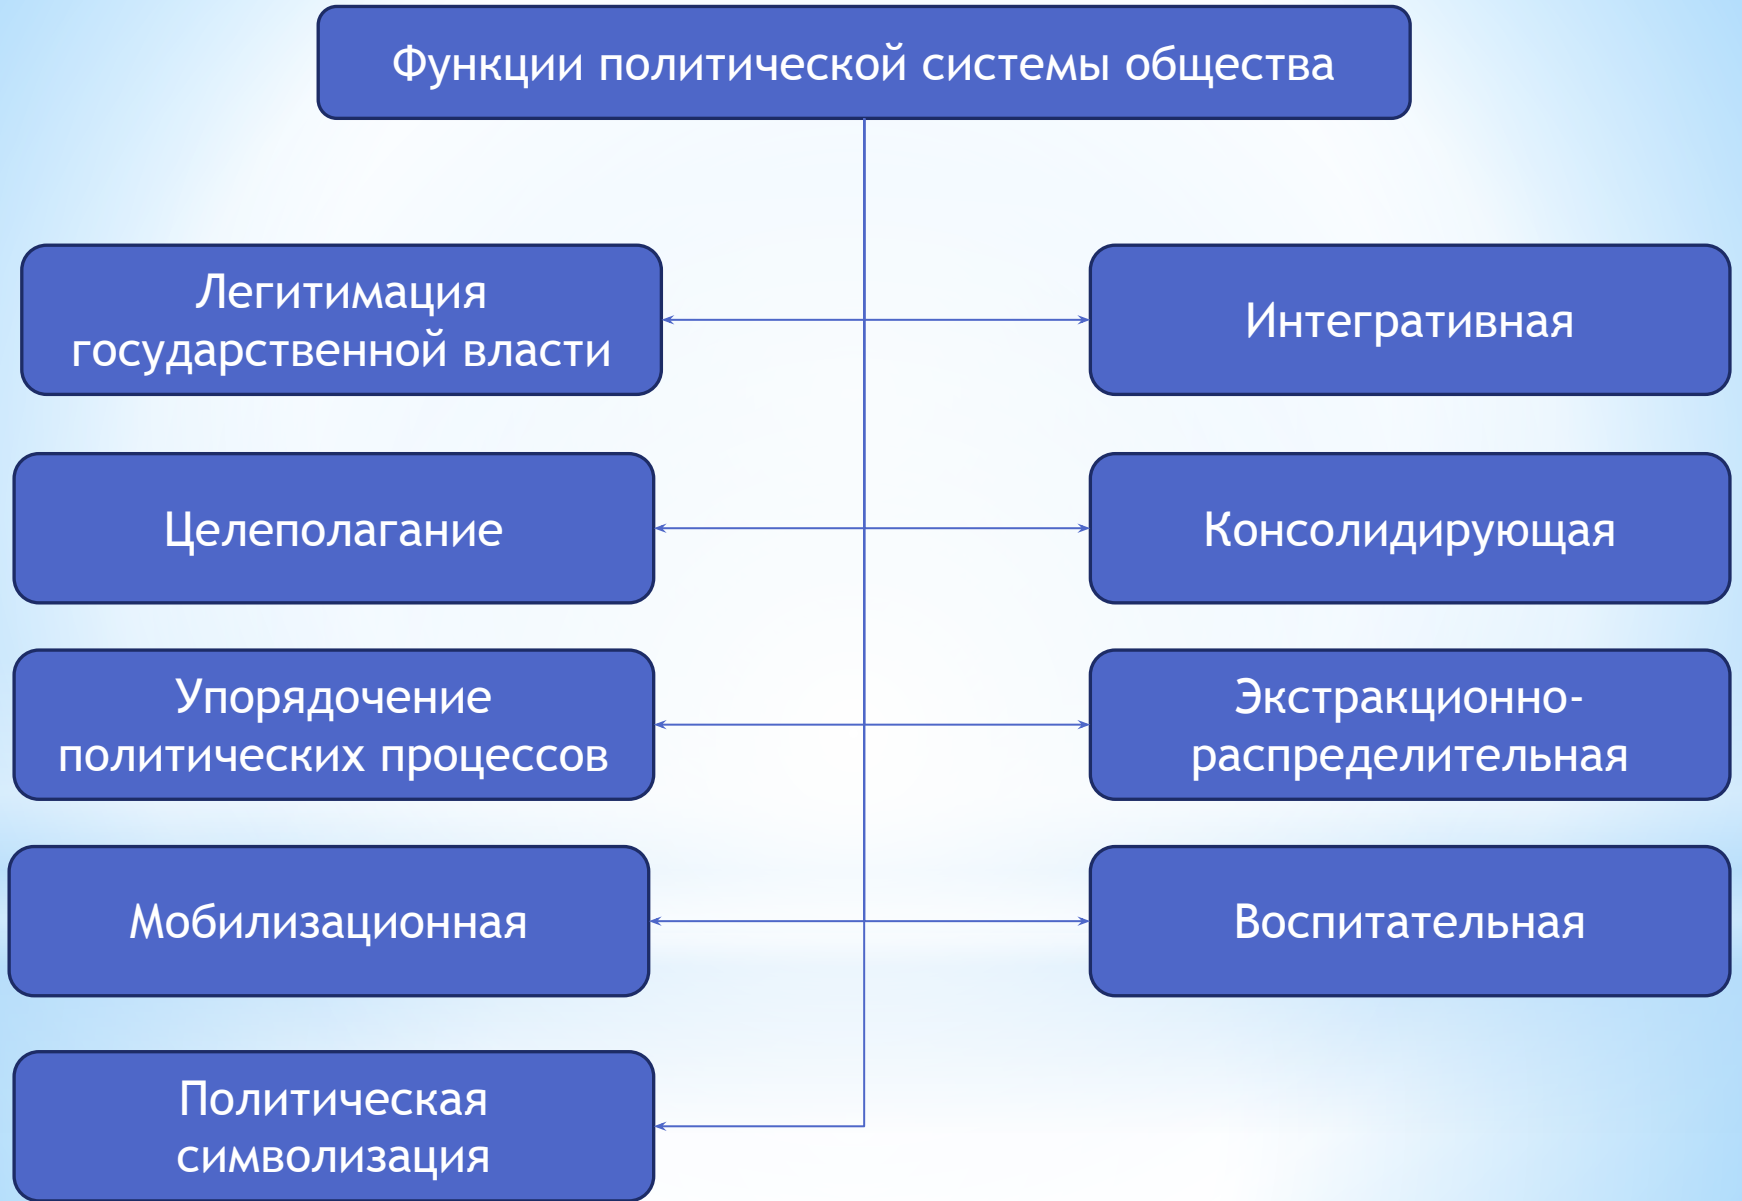 Функции политической системы общества
Легитимация
государственной власти
Интегративная
Целеполагание
Консолидирующая
Упорядочение
политических процессов
Экстракционно-
распределительная
Мобилизационная
Воспитательная
Политическая
символизация